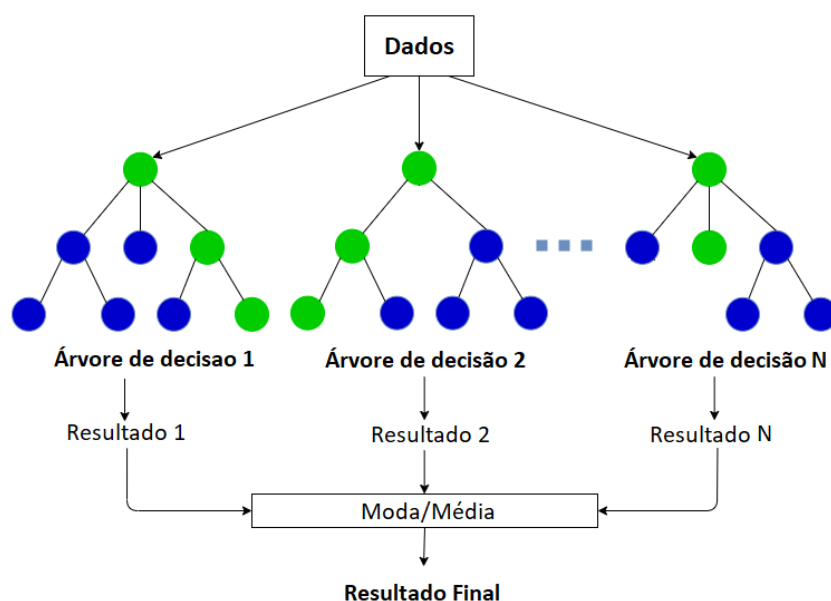 Dados
Árvore de decisao 1
Árvore de decisão 2
Árvore de decisão N
Resultado 1
Resultado 2
Resultado N
Moda/Média
Resultado Final